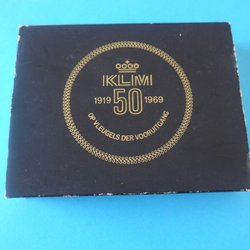 KLM
1919 50 1969
OP VLEUGELS DER VOORUITGANG